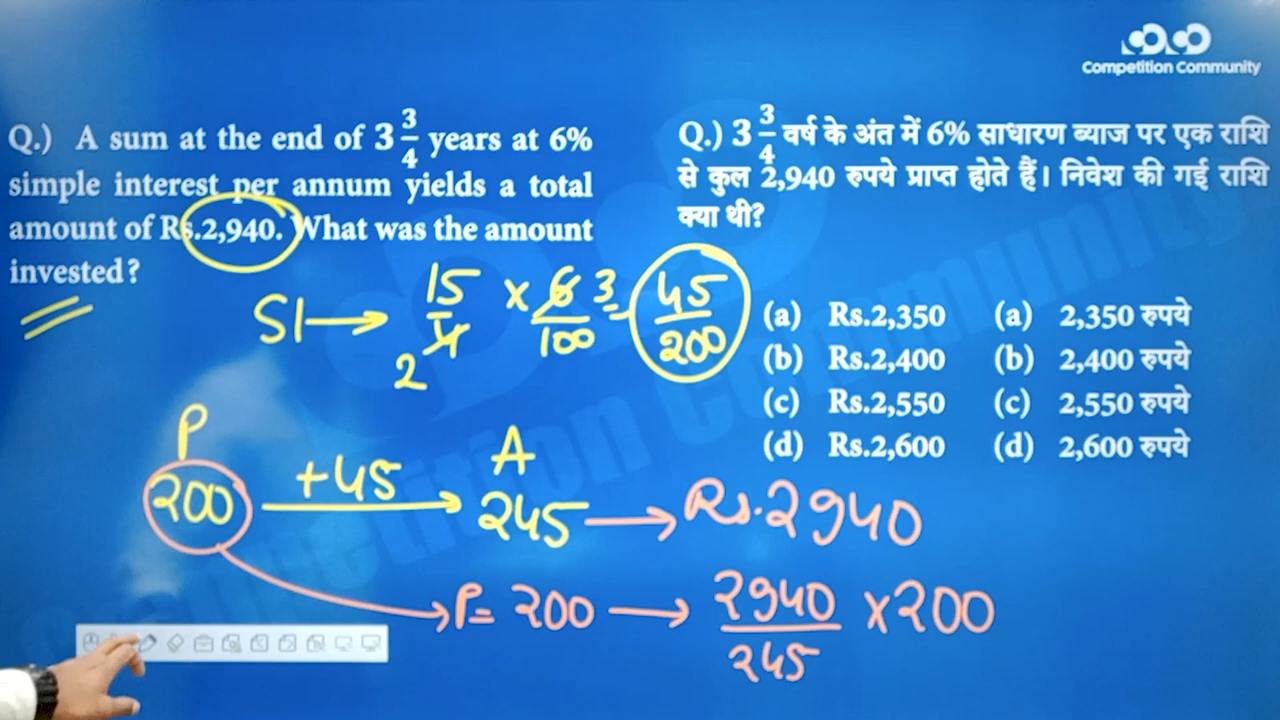 Competition Community
Q.) A sum at the end of 3 3/4 years at 6%
simple interest per annum yields a total
amount of Rs.2,940. What was the amount
invested?
Q.) 3 3/4 वर्ष के अंत में 6% साधारण ब्याज पर एक राशि
से कुल 2,940 रुपये प्राप्त होते हैं। निवेश की गई राशि
क्या थी?
SI → 15/4 × 6/100 3 45/200
2
(a) Rs.2,350 (a) 2,350 रुपये
(b) Rs.2,400 (b) 2,400 रुपये
(c) Rs.2,550 (c) 2,550 रुपये
(d) Rs.2,600 (d) 2,600 रुपये
P A
200 +45 → 245 → Rs.2940
P= 200 → 2940/245 × 200
Competition Community